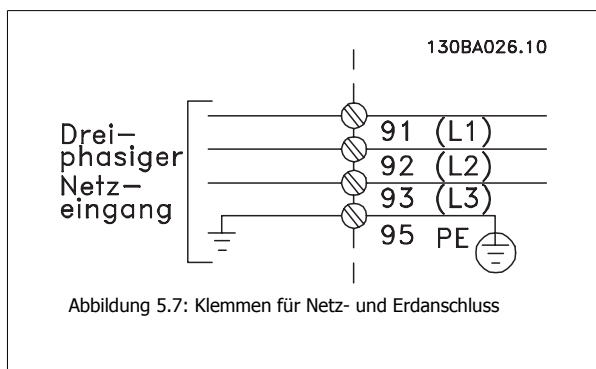 130BA026.10
Drei-
phasiger
Netz-
eingang
91 (L1)
92 (L2)
93 (L3)
95 PE
Abbildung 5.7: Klemmen für Netz- und Erdanschluss